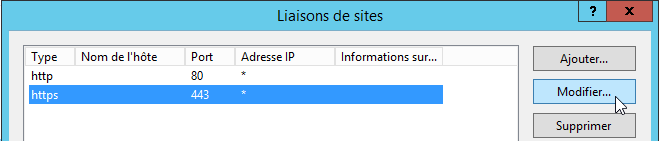 Liaisons de sites
? x
Type Nom de l'hôte Port Adresse IP Informations sur...
http 80 *
https 443 *
Ajouter...
Modifier...
Supprimer